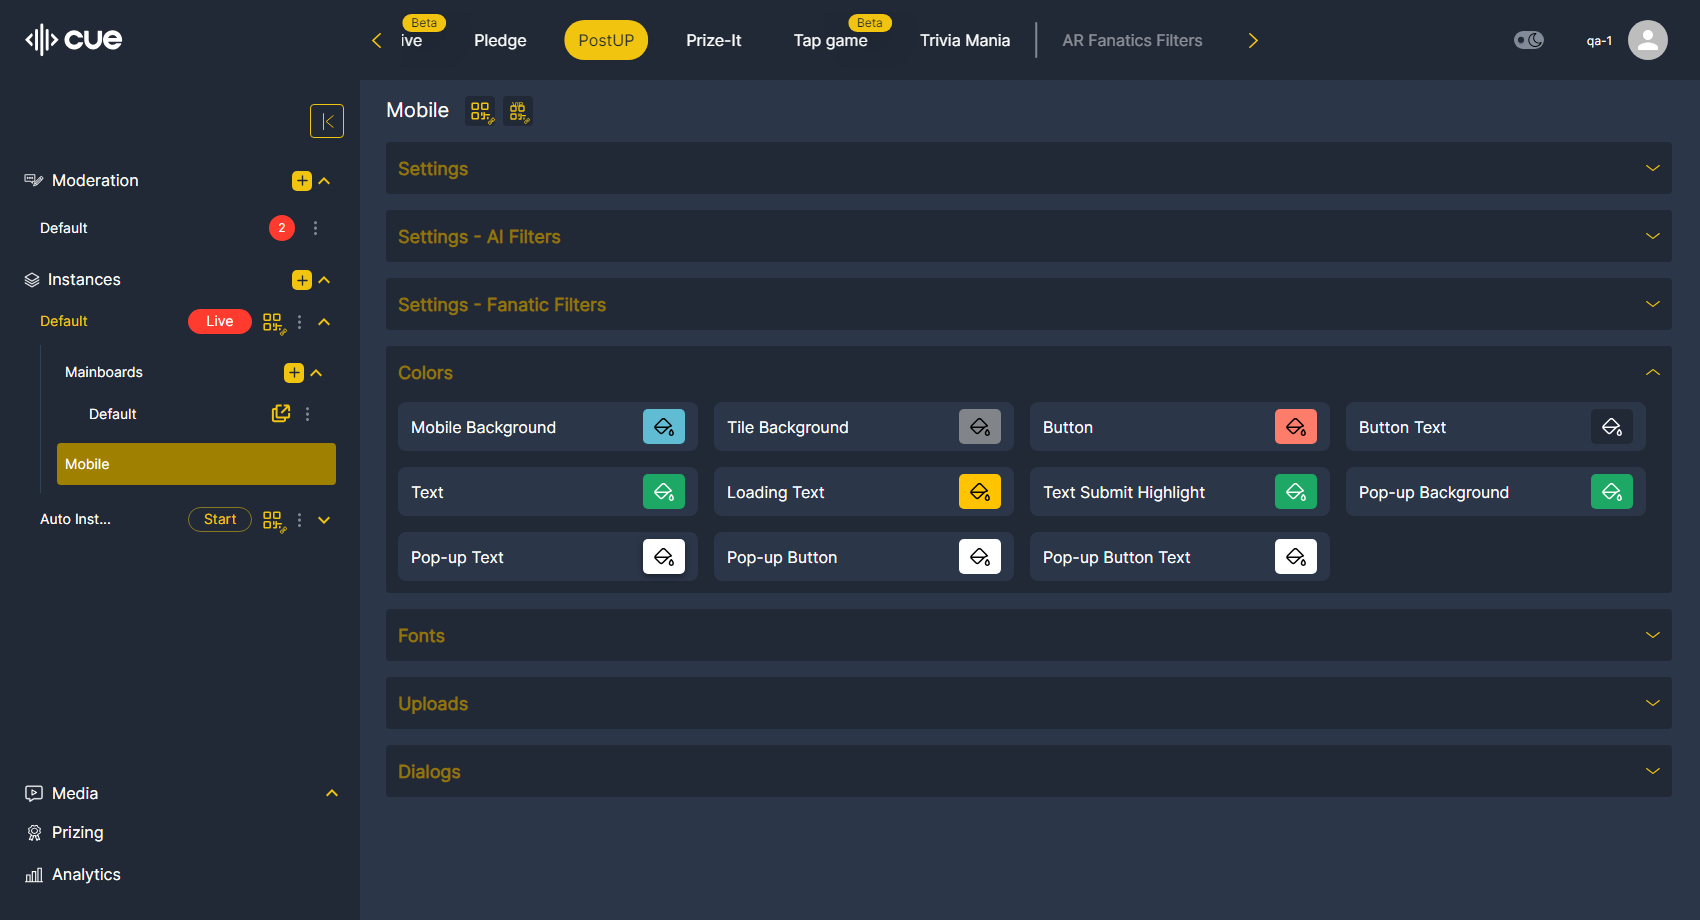 cue
Beta
ive
Pledge
PostUP
Prize-It
Beta
Tap game
Trivia Mania
AR Fanatics Filters
qa-1
Moderation
Default
2
Instances
Default
Live
Mainboards
Default
Mobile
Auto Inst...
Start
Media
Prizing
Analytics
Mobile
VIP
Settings
Settings - AI Filters
Settings - Fanatic Filters
Colors
Mobile Background
Tile Background
Button
Button Text
Text
Loading Text
Text Submit Highlight
Pop-up Background
Pop-up Text
Pop-up Button
Pop-up Button Text
Fonts
Uploads
Dialogs